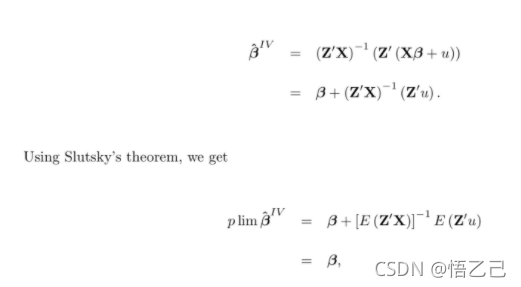 β̂^{IV} = (Z′X)^{−1} (Z′ (Xβ + u))
= β + (Z′X)^{−1} (Z′u) .
Using Slutsky's theorem, we get
p lim β̂^{IV} = β + [E (Z′X)]^{−1} E (Z′u)
= β,
CSDN @悟乙己